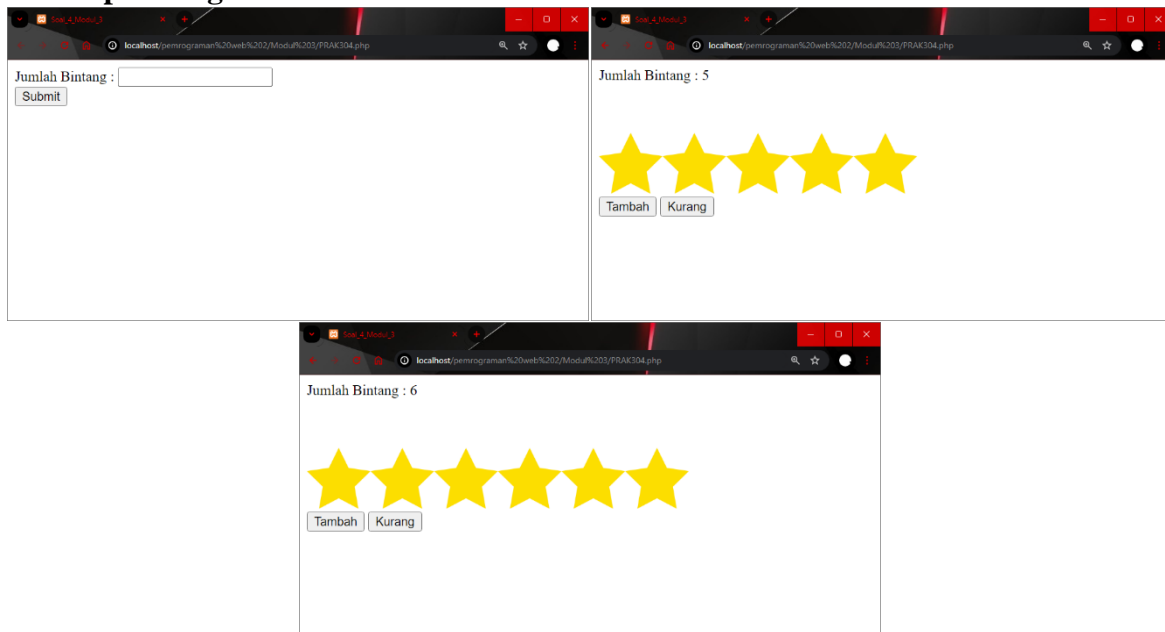 Soal_4_Modul_3
localhost/pemrograman%20web%202/Modul%203/PRAK304.php
Jumlah Bintang :
Submit
Soal_4_Modul_3
localhost/pemrograman%20web%202/Modul%203/PRAK304.php
Jumlah Bintang : 5
Tambah Kurang
Soal_4_Modul_3
localhost/pemrograman%20web%202/Modul%203/PRAK304.php
Jumlah Bintang : 6
Tambah Kurang